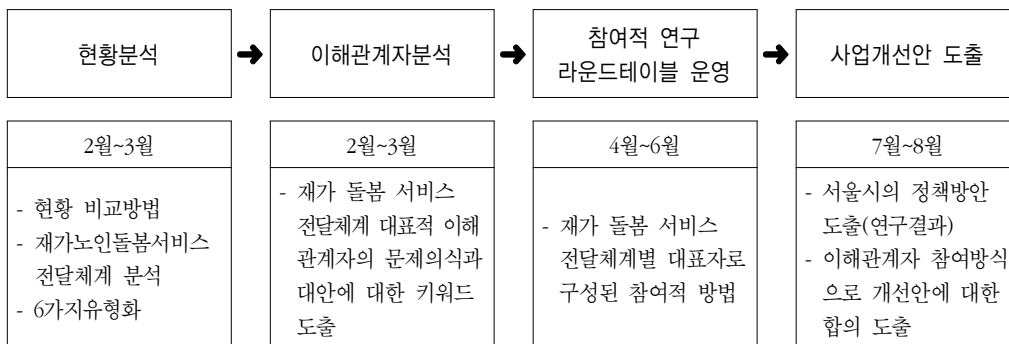 현황분석
➜
이해관계자분석
➜
참여적 연구
라운드테이블 운영
➜
사업개선안 도출
2월~3월
- 현황 비교방법
- 재가노인돌봄서비스
전달체계 분석
- 6가지유형화
2월~3월
- 재가 돌봄 서비스
전달체계 대표적 이해
관계자의 문제의식과
대안에 대한 키워드
도출
4월~6월
- 재가 돌봄 서비스
전달체계별 대표자로
구성된 참여적 방법
7월~8월
- 서울시의 정책방안
도출(연구결과)
- 이해관계자 참여방식
으로 개선안에 대한
합의 도출